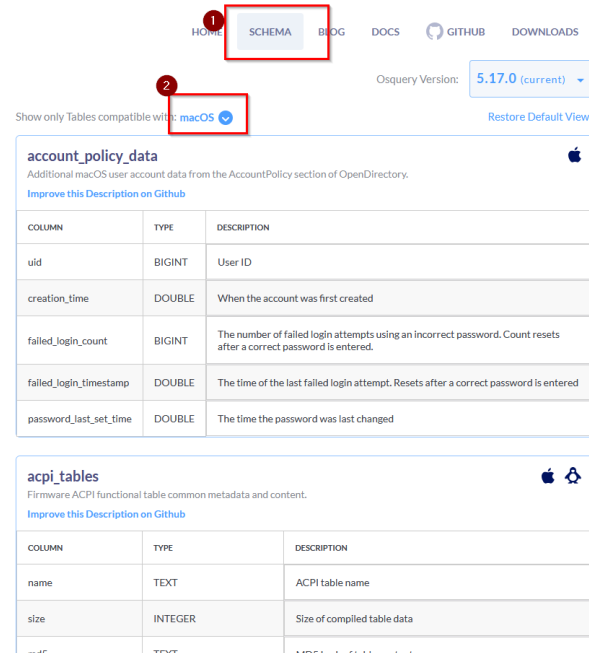 1
HOME SCHEMA BLOG DOCS GITHUB DOWNLOADS
Osquery Version: 5.17.0 (current)
2
Show only Tables compatible with: macOS
Restore Default View
account_policy_data
Additional macOS user account data from the AccountPolicy section of OpenDirectory.
Improve this Description on Github
COLUMN TYPE DESCRIPTION
uid BIGINT User ID
creation_time DOUBLE When the account was first created
failed_login_count BIGINT The number of failed login attempts using an incorrect password. Count resets
after a correct password is entered.
failed_login_timestamp DOUBLE The time of the last failed login attempt. Resets after a correct password is entered
password_last_set_time DOUBLE The time the password was last changed
acpi_tables
Firmware ACPI functional table common metadata and content.
Improve this Description on Github
COLUMN TYPE DESCRIPTION
name TEXT ACPI table name
size INTEGER Size of compiled table data